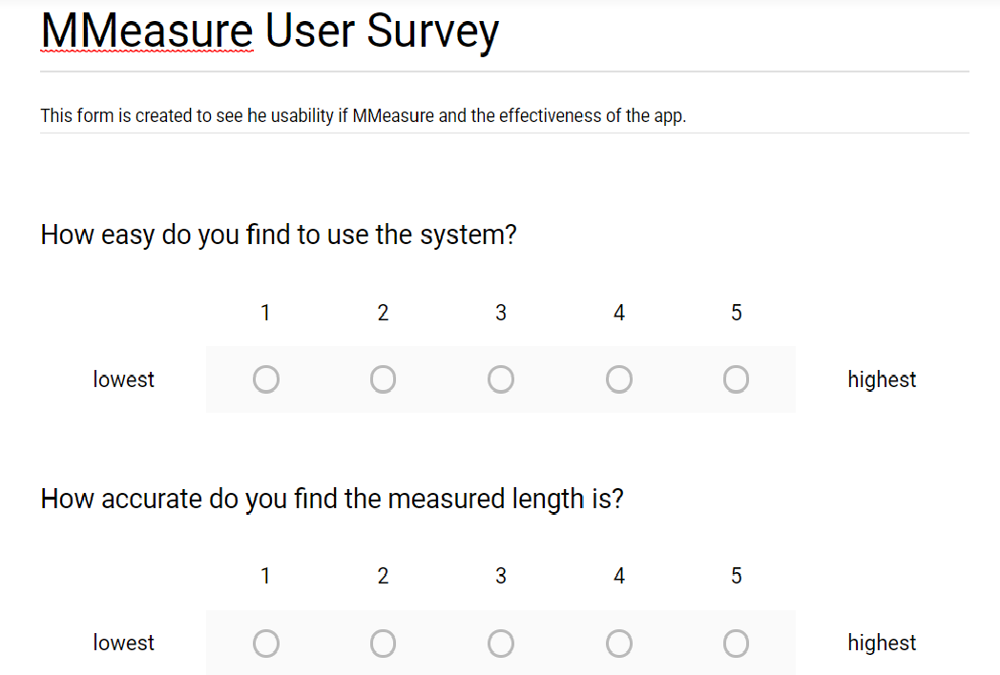 MMeasure User Survey
This form is created to see he usability if MMeasure and the effectiveness of the app.
How easy do you find to use the system?
1 2 3 4 5
lowest highest
How accurate do you find the measured length is?
1 2 3 4 5
lowest highest